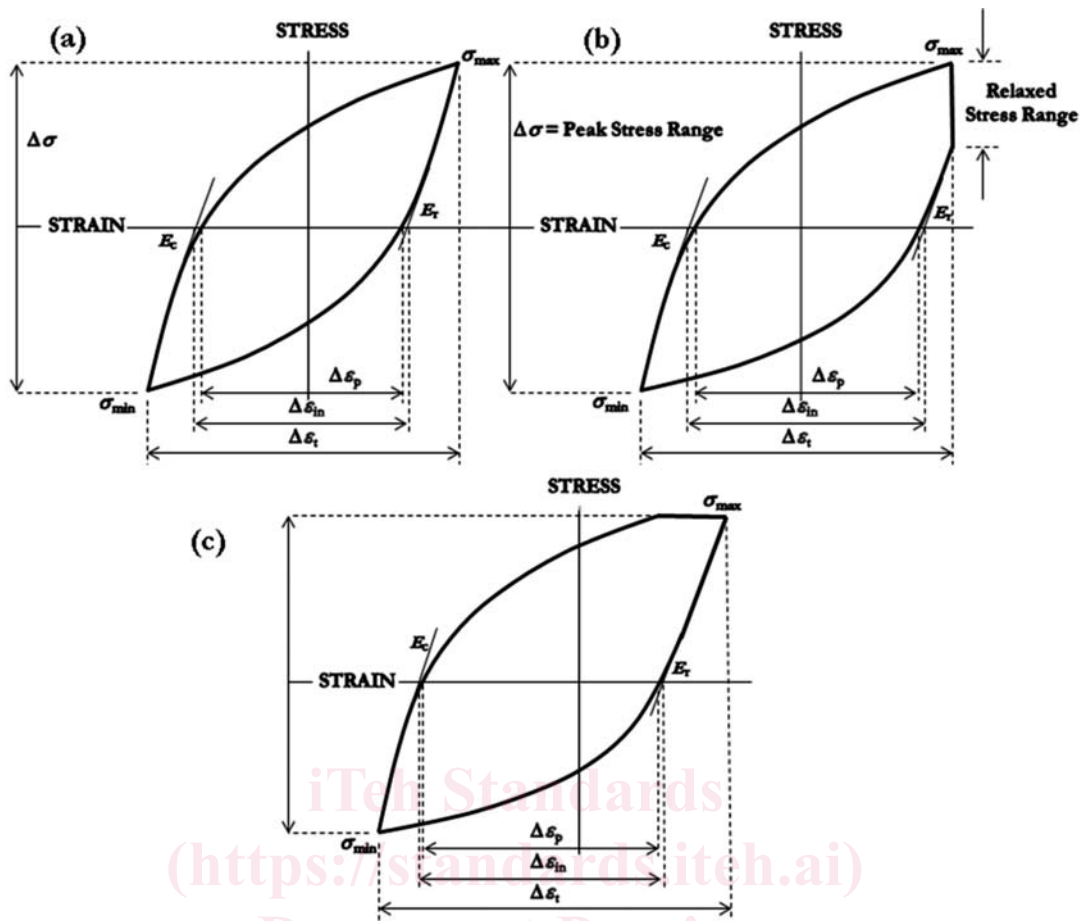 (a)
STRESS
σmax
Δσ
STRAIN
Ec
Er
σmin
Δεp
Δεin
Δεt
(b)
STRESS
σmax
Relaxed
Stress Range
Δσ = Peak Stress Range
STRAIN
Ec
Er
σmin
Δεp
Δεin
Δεt
(c)
STRESS
σmax
Ec
STRAIN
Er
σmin
Δεp
Δεin
Δεt
iTeh Standards
(https://standards.iteh.ai)